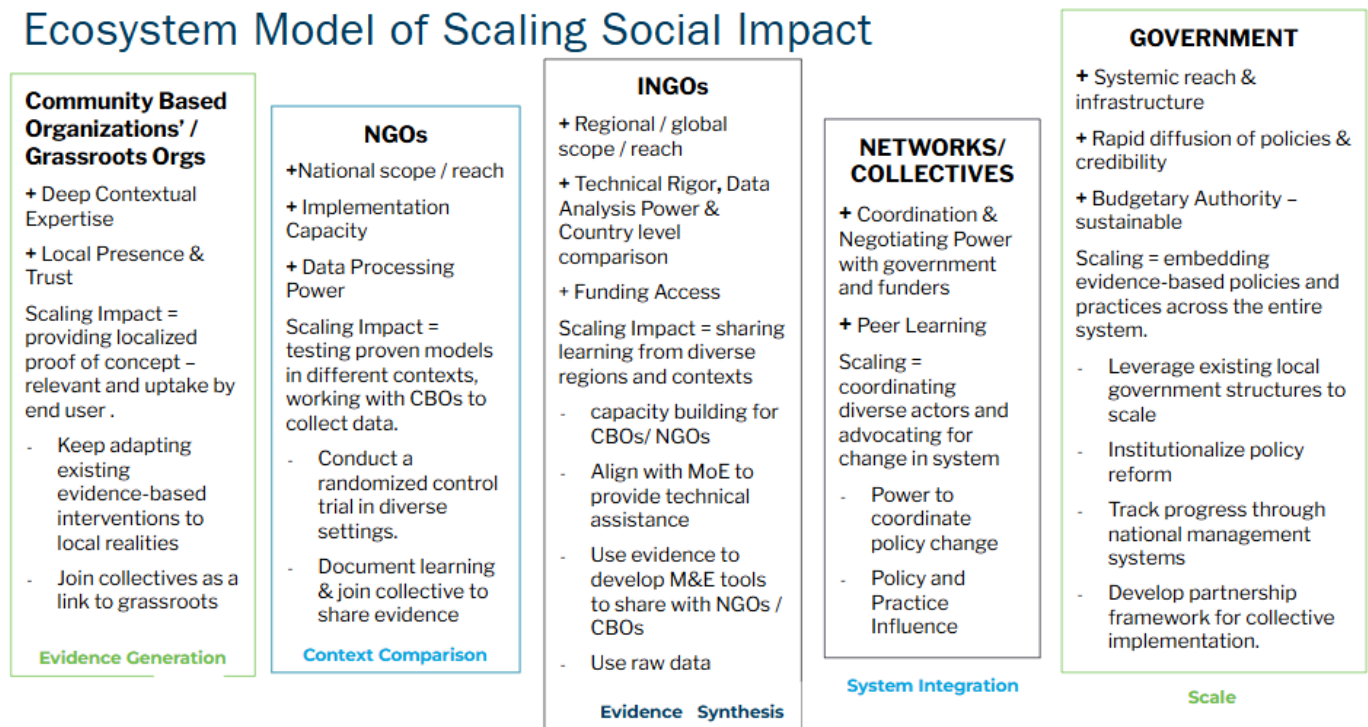 Ecosystem Model of Scaling Social Impact
Community Based
Organizations' /
Grassroots Orgs
+ Deep Contextual
Expertise
+ Local Presence &
Trust
Scaling Impact =
providing localized
proof of concept –
relevant and uptake by
end user .
- Keep adapting
existing
evidence-based
interventions to
local realities
- Join collectives as a
link to grassroots
Evidence Generation
NGOs
+National scope / reach
+ Implementation
Capacity
+ Data Processing
Power
Scaling Impact =
testing proven models
in different contexts,
working with CBOs to
collect data.
- Conduct a
randomized control
trial in diverse
settings.
- Document learning
& join collective to
share evidence
Context Comparison
INGOs
+ Regional / global
scope / reach
+ Technical Rigor, Data
Analysis Power &
Country level
comparison
+ Funding Access
Scaling Impact = sharing
learning from diverse
regions and contexts
- capacity building for
CBOs/ NGOs
- Align with MoE to
provide technical
assistance
- Use evidence to
develop M&E tools
to share with NGOs /
CBOs
- Use raw data
Evidence Synthesis
NETWORKS/
COLLECTIVES
+ Coordination &
Negotiating Power
with government
and funders
+ Peer Learning
Scaling =
coordinating
diverse actors and
advocating for
change in system
- Power to
coordinate
policy change
- Policy and
Practice
Influence
System Integration
GOVERNMENT
+ Systemic reach &
infrastructure
+ Rapid diffusion of policies &
credibility
+ Budgetary Authority –
sustainable
Scaling = embedding
evidence-based policies and
practices across the entire
system.
- Leverage existing local
government structures to
scale
- Institutionalize policy
reform
- Track progress through
national management
systems
- Develop partnership
framework for collective
implementation.
Scale